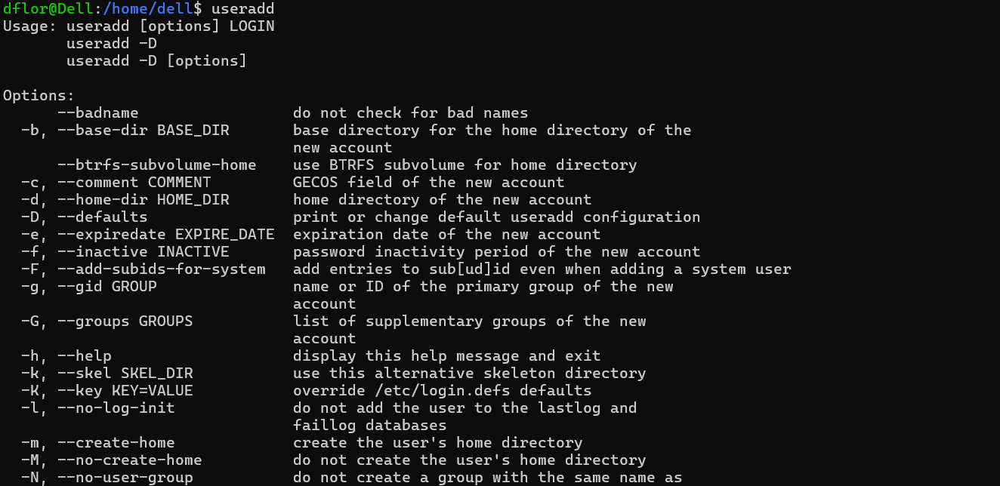 dflor@Dell:/home/dell$ useradd
Usage: useradd [options] LOGIN
       useradd -D
       useradd -D [options]

Options:
      --badname                 do not check for bad names
  -b, --base-dir BASE_DIR       base directory for the home directory of the
                                new account
      --btrfs-subvolume-home    use BTRFS subvolume for home directory
  -c, --comment COMMENT         GECOS field of the new account
  -d, --home-dir HOME_DIR       home directory of the new account
  -D, --defaults                print or change default useradd configuration
  -e, --expiredate EXPIRE_DATE  expiration date of the new account
  -f, --inactive INACTIVE       password inactivity period of the new account
  -F, --add-subids-for-system   add entries to sub[ud]id even when adding a system user
  -g, --gid GROUP               name or ID of the primary group of the new
                                account
  -G, --groups GROUPS           list of supplementary groups of the new
                                account
  -h, --help                    display this help message and exit
  -k, --skel SKEL_DIR           use this alternative skeleton directory
  -K, --key KEY=VALUE           override /etc/login.defs defaults
  -l, --no-log-init             do not add the user to the lastlog and
                                faillog databases
  -m, --create-home             create the user's home directory
  -M, --no-create-home          do not create the user's home directory
  -N, --no-user-group           do not create a group with the same name as